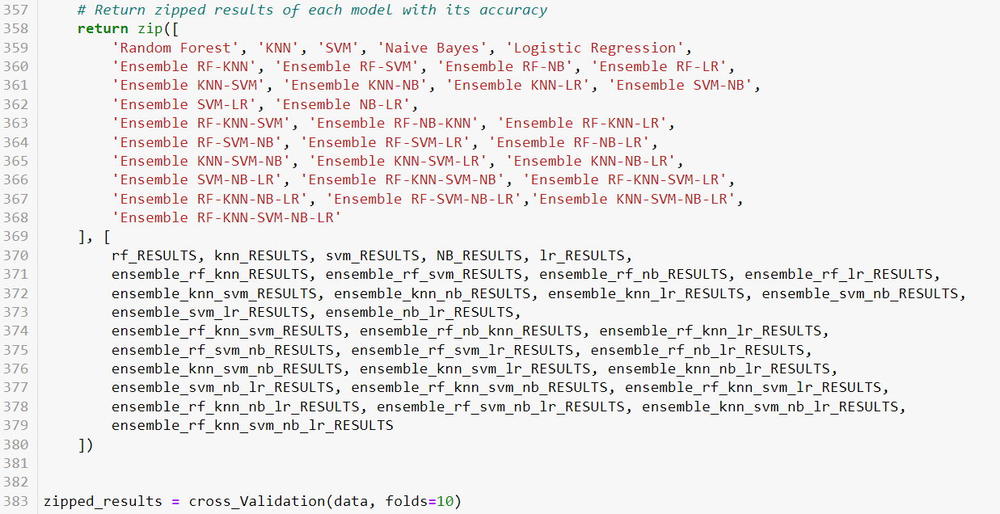 357 # Return zipped results of each model with its accuracy
358 return zip([
359 'Random Forest', 'KNN', 'SVM', 'Naive Bayes', 'Logistic Regression',
360 'Ensemble RF-KNN', 'Ensemble RF-SVM', 'Ensemble RF-NB', 'Ensemble RF-LR',
361 'Ensemble KNN-SVM', 'Ensemble KNN-NB', 'Ensemble KNN-LR', 'Ensemble SVM-NB',
362 'Ensemble SVM-LR', 'Ensemble NB-LR',
363 'Ensemble RF-KNN-SVM', 'Ensemble RF-NB-KNN', 'Ensemble RF-KNN-LR',
364 'Ensemble RF-SVM-NB', 'Ensemble RF-SVM-LR', 'Ensemble RF-NB-LR',
365 'Ensemble KNN-SVM-NB', 'Ensemble KNN-SVM-LR', 'Ensemble KNN-NB-LR',
366 'Ensemble SVM-NB-LR', 'Ensemble RF-KNN-SVM-NB', 'Ensemble RF-KNN-SVM-LR',
367 'Ensemble RF-KNN-NB-LR', 'Ensemble RF-SVM-NB-LR','Ensemble KNN-SVM-NB-LR',
368 'Ensemble RF-KNN-SVM-NB-LR'
369 ], [
370 rf_RESULTS, knn_RESULTS, svm_RESULTS, NB_RESULTS, lr_RESULTS,
371 ensemble_rf_knn_RESULTS, ensemble_rf_svm_RESULTS, ensemble_rf_nb_RESULTS, ensemble_rf_lr_RESULTS,
372 ensemble_knn_svm_RESULTS, ensemble_knn_nb_RESULTS, ensemble_knn_lr_RESULTS, ensemble_svm_nb_RESULTS,
373 ensemble_svm_lr_RESULTS, ensemble_nb_lr_RESULTS,
374 ensemble_rf_knn_svm_RESULTS, ensemble_rf_nb_knn_RESULTS, ensemble_rf_knn_lr_RESULTS,
375 ensemble_rf_svm_nb_RESULTS, ensemble_rf_svm_lr_RESULTS, ensemble_rf_nb_lr_RESULTS,
376 ensemble_knn_svm_nb_RESULTS, ensemble_knn_svm_lr_RESULTS, ensemble_knn_nb_lr_RESULTS,
377 ensemble_svm_nb_lr_RESULTS, ensemble_rf_knn_svm_nb_RESULTS, ensemble_rf_knn_svm_lr_RESULTS,
378 ensemble_rf_knn_nb_lr_RESULTS, ensemble_rf_svm_nb_lr_RESULTS, ensemble_knn_svm_nb_lr_RESULTS,
379 ensemble_rf_knn_svm_nb_lr_RESULTS
380 ])
381
382
383 zipped_results = cross_Validation(data, folds=10)